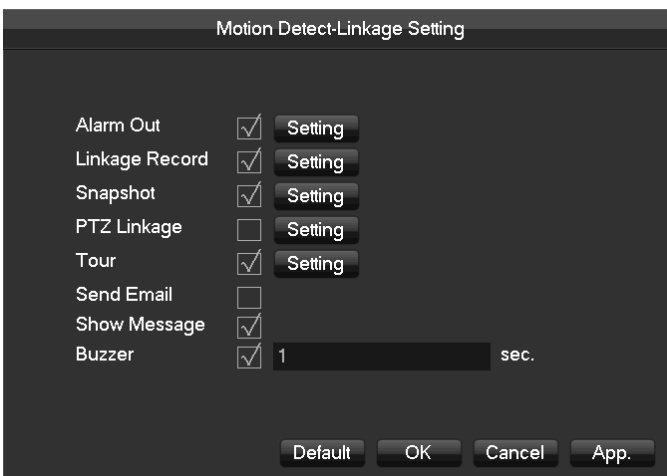 Motion Detect-Linkage Setting
Alarm Out Setting
Linkage Record Setting
Snapshot Setting
PTZ Linkage Setting
Tour Setting
Send Email
Show Message
Buzzer 1 sec.
Default OK Cancel App.